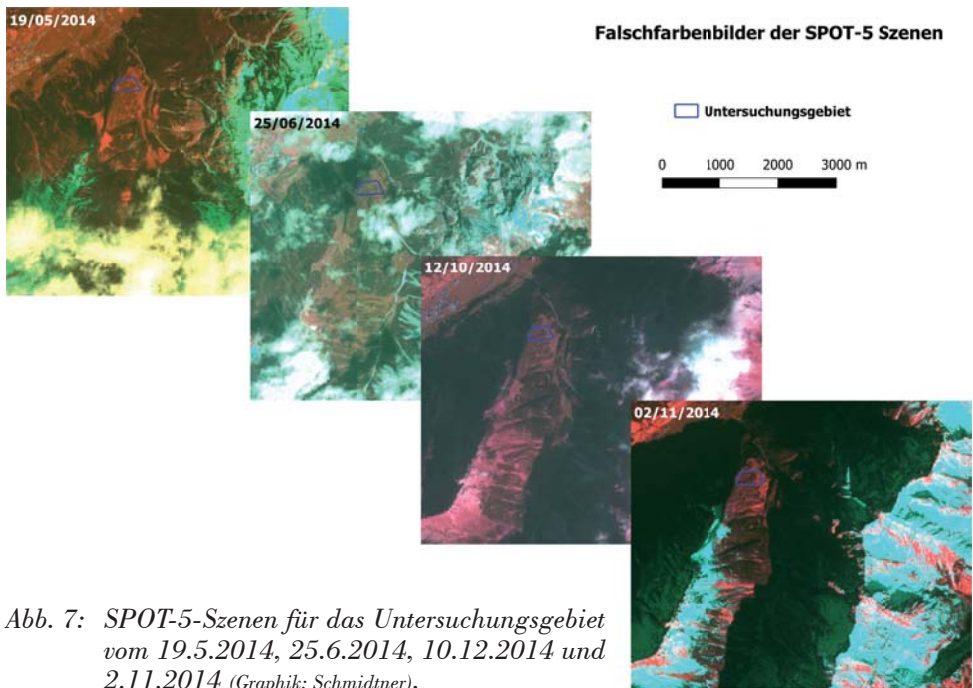 19/05/2014
Falschfarbenbilder der SPOT-5 Szenen
Untersuchungsgebiet
25/06/2014
0 1000 2000 3000 m
12/10/2014
02/11/2014
Abb. 7: SPOT-5-Szenen für das Untersuchungsgebiet
vom 19.5.2014, 25.6.2014, 10.12.2014 und
2.11.2014 (Graphik: Schmidtner).